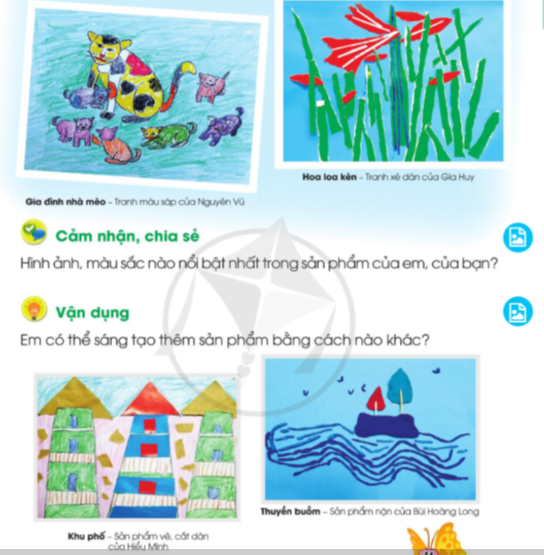 Gia đình nhà mèo – Tranh màu sáp của Nguyên Vũ
Hoa loa kèn – Tranh xé dán của Gia Huy
Cảm nhận, chia sẻ
Hình ảnh, màu sắc nào nổi bật nhất trong sản phẩm của em, của bạn?
Vận dụng
Em có thể sáng tạo thêm sản phẩm bằng cách nào khác?
Thuyền buồm – Sản phẩm nặn của Bùi Hoàng Long
Khu phố – Sản phẩm vẽ, cắt dán
của Hiếu Minh